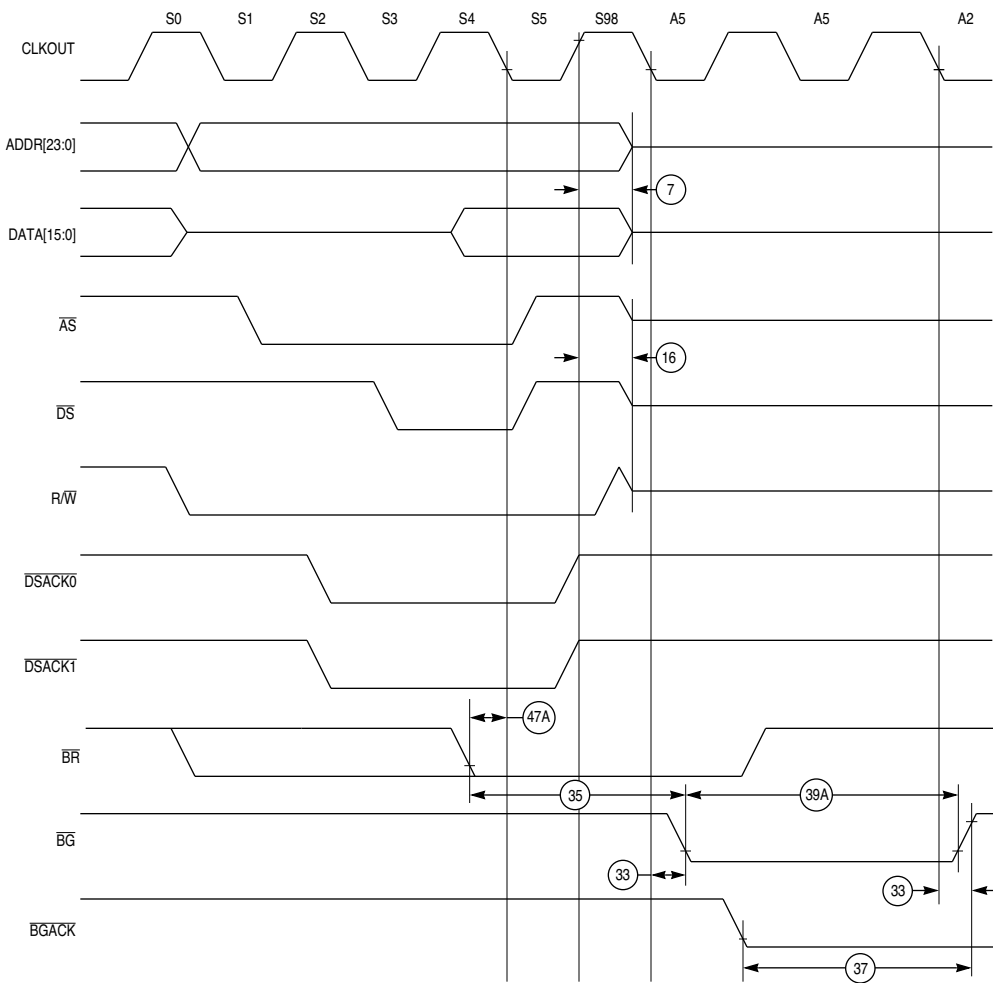 S0 S1 S2 S3 S4 S5 S98 A5 A5 A2
CLKOUT
ADDR[23:0]
7
DATA[15:0]
AS
16
DS
R/W
DSACK0
DSACK1
47A
BR
35 39A
BG
33 33
BGACK
37